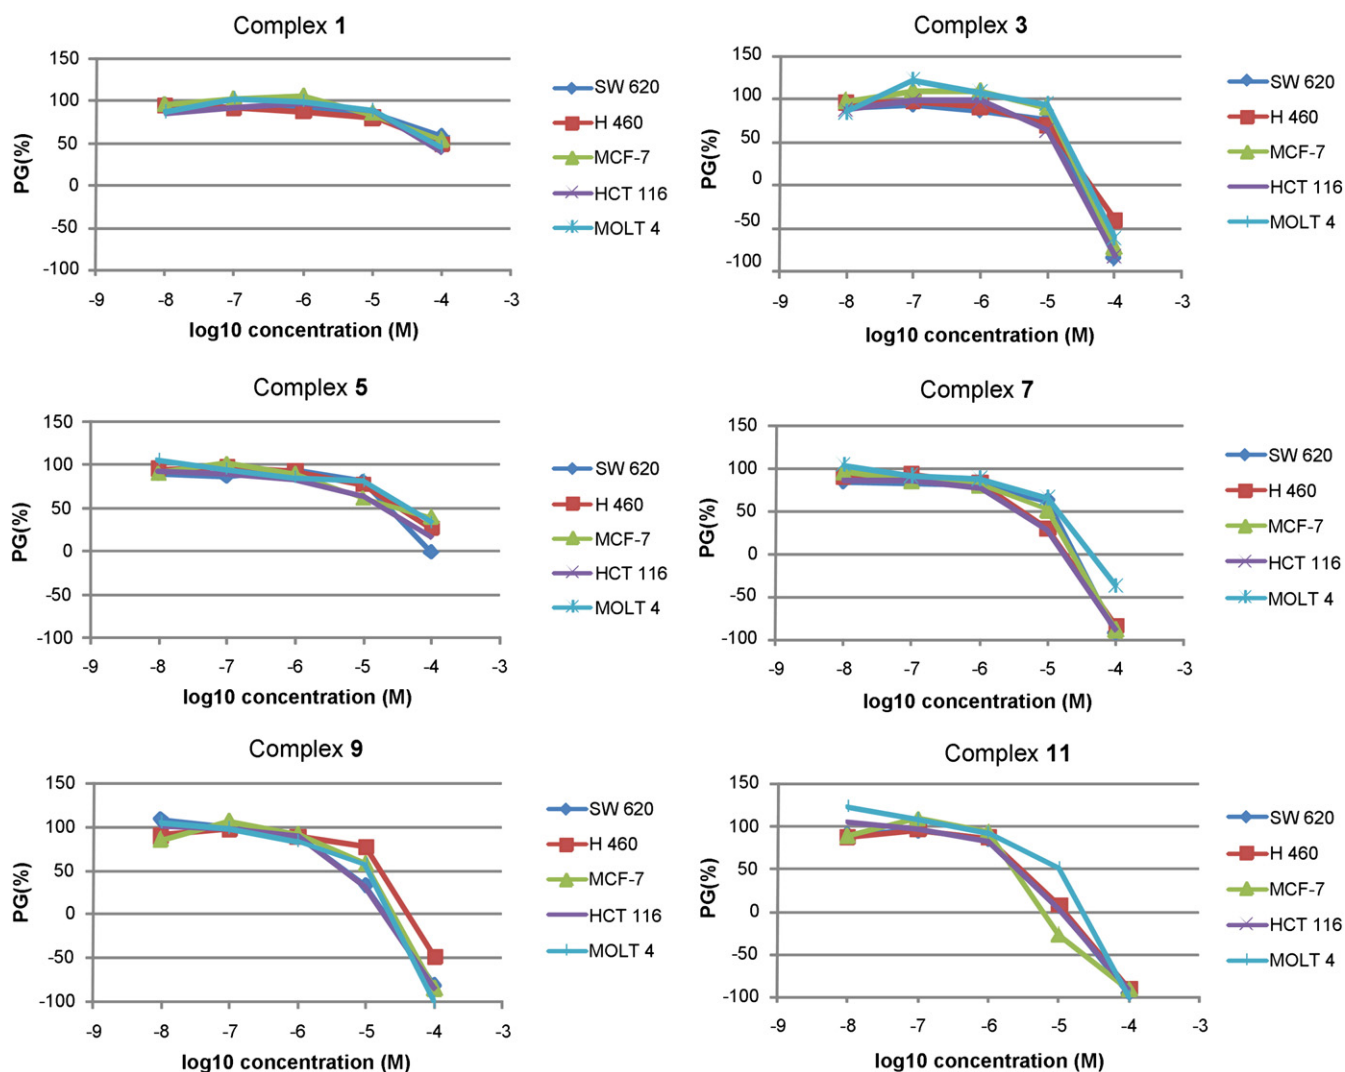 Complex 1
150
100
50
0
-50
-100
PG(%)
-9 -8 -7 -6 -5 -4 -3
log10 concentration (M)
SW 620
H 460
MCF-7
HCT 116
MOLT 4
Complex 3
150
100
50
0
-50
-100
PG(%)
-9 -8 -7 -6 -5 -4 -3
log10 concentration (M)
SW 620
H 460
MCF-7
HCT 116
MOLT 4
Complex 5
150
100
50
0
-50
-100
PG(%)
-9 -8 -7 -6 -5 -4 -3
log10 concentration (M)
SW 620
H 460
MCF-7
HCT 116
MOLT 4
Complex 7
150
100
50
0
-50
-100
PG(%)
-9 -8 -7 -6 -5 -4 -3
log10 concentration (M)
SW 620
H 460
MCF-7
HCT 116
MOLT 4
Complex 9
150
100
50
0
-50
-100
PG(%)
-9 -8 -7 -6 -5 -4 -3
log10 concentration (M)
SW 620
H 460
MCF-7
HCT 116
MOLT 4
Complex 11
150
100
50
0
-50
-100
PG(%)
-9 -8 -7 -6 -5 -4 -3
log10 concentration (M)
SW 620
H 460
MCF-7
HCT 116
MOLT 4